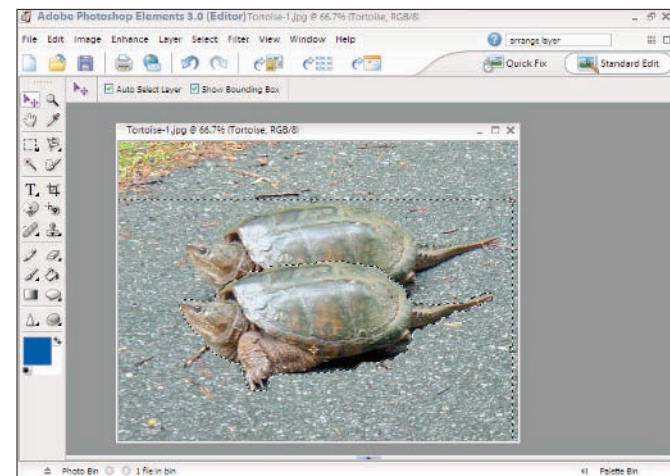 Adobe Photoshop Elements 3.0 (Editor) Tortoise-1.jpg @ 66.7% (Tortoise, RGB/8)
File Edit Image Enhance Layer Select Filter View Window Help
arrange layer
Quick Fix
Standard Edit
Auto Select Layer
Show Bounding Box
Tortoise-1.jpg @ 66.7% (Tortoise, RGB/8)
T
Photo Bin
1 file in bin
Palette Bin